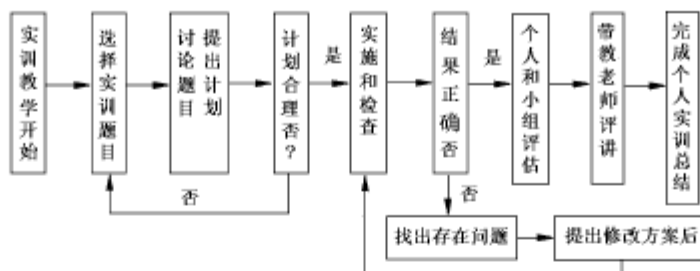 实训教学开始
选择实训题目
提出计划
讨论题目
计划合理否？
是
实施和检查
结果正确否
是
个人和小组评估
带教老师评讲
完成个人实训总结
否
否
找出存在问题
提出修改方案后